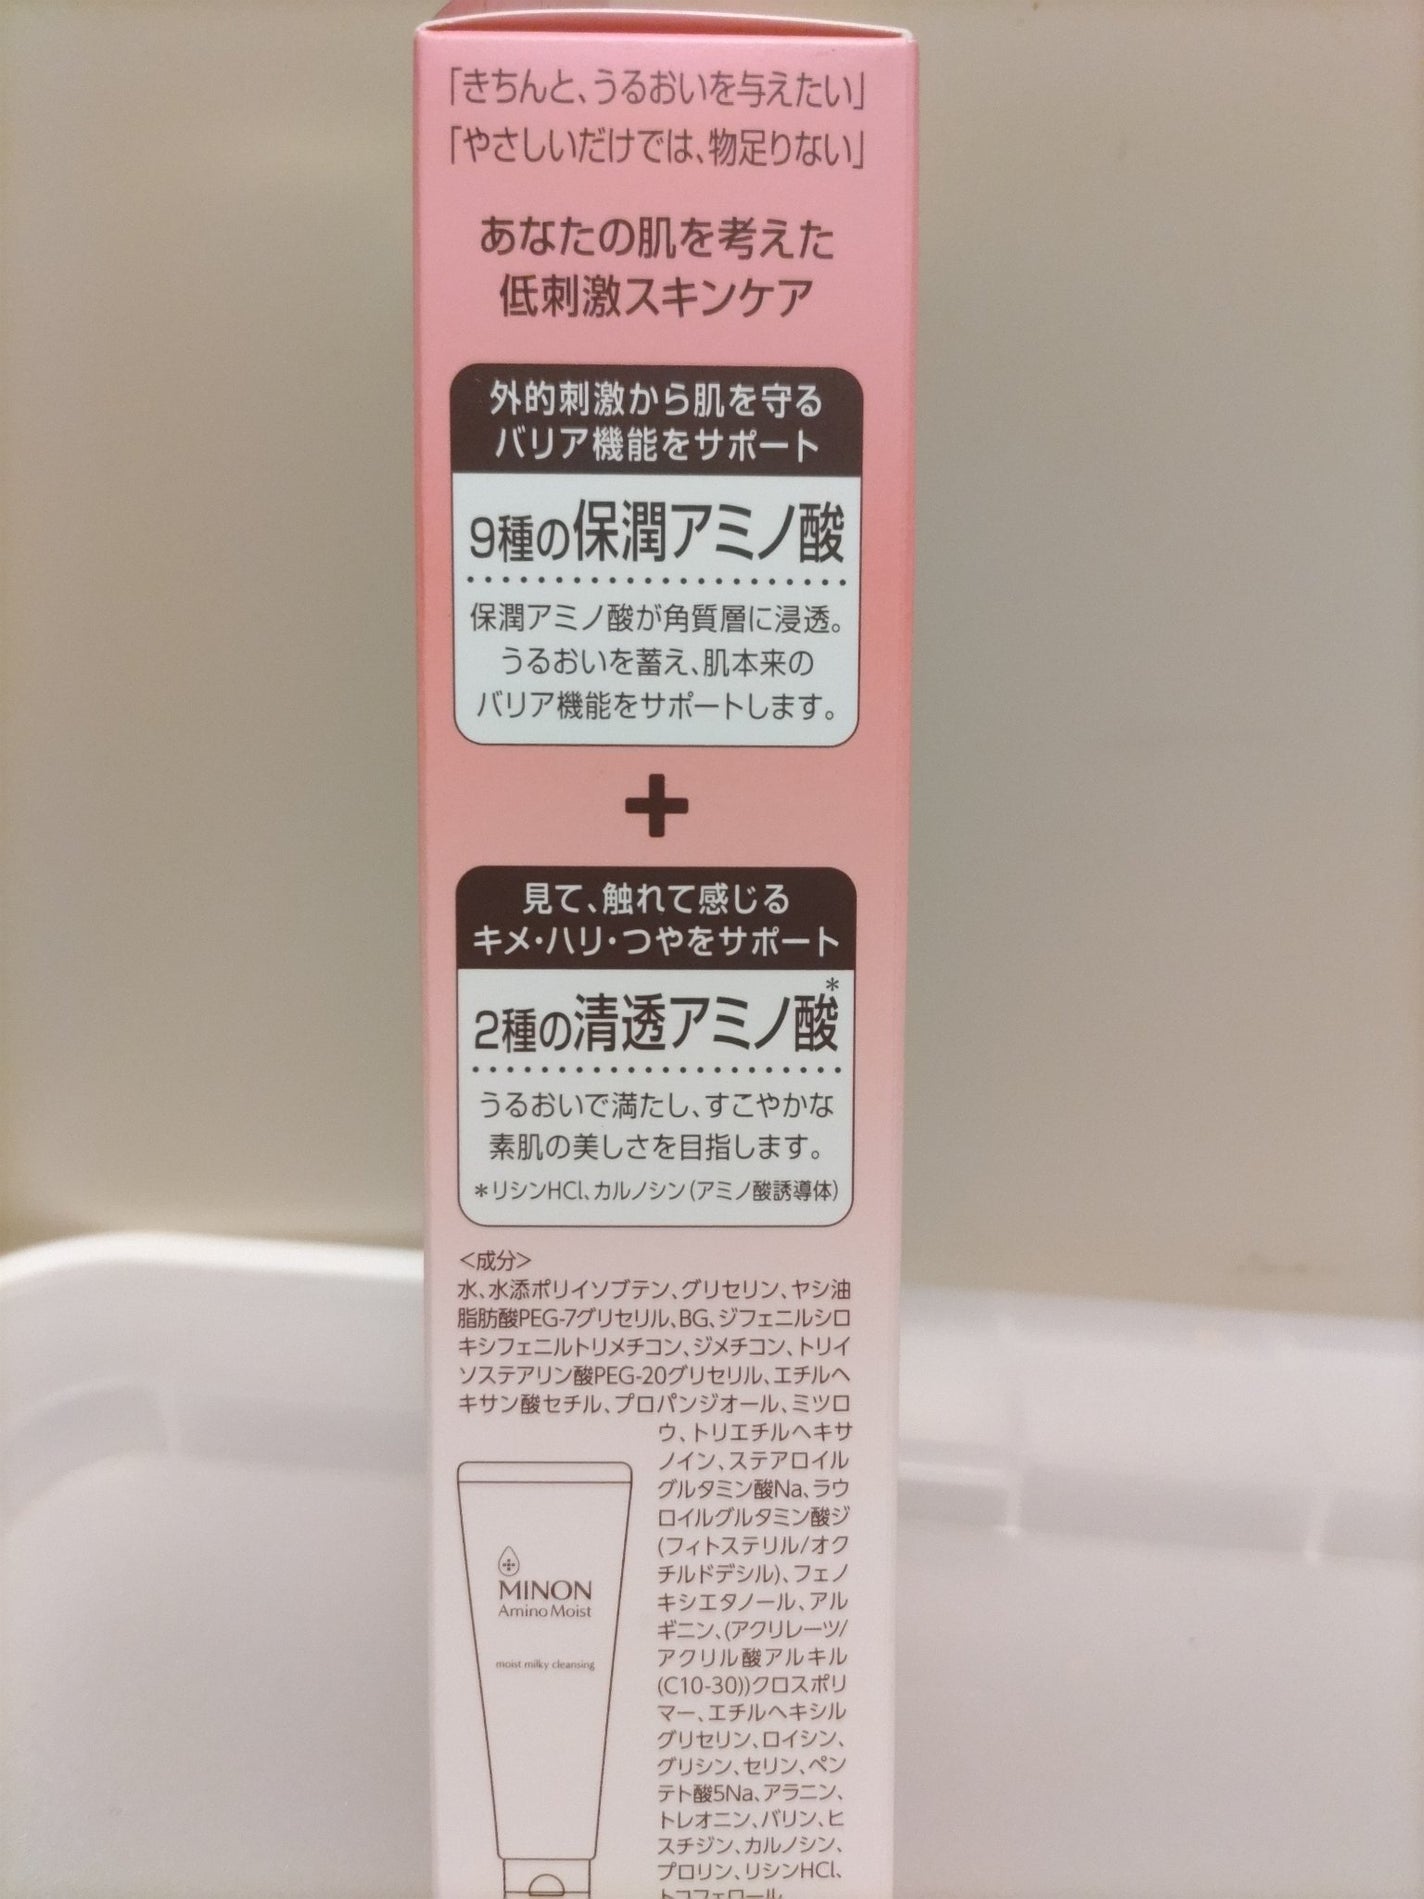 「きちんと、うるおいを与えたい」
「やさしいだけでは、物足りない」
あなたの肌を考えた
低刺激スキンケア
外的刺激から肌を守る
バリア機能をサポート
9種の保潤アミノ酸
保潤アミノ酸が角質層に浸透。
うるおいを蓄え、肌本来の
バリア機能をサポートします。
+
見て、触れて感じる
キメ・ハリ・つやをサポート
2種の清透アミノ酸*
うるおいで満たし、すこやかな
素肌の美しさを目指します。
*リシンHCl、カルノシン(アミノ酸誘導体)
<成分>
水、水添ポリイソブテン、グリセリン、ヤシ油
脂肪酸PEG-7グリセリル、BG、ジフェニルシロ
キシフェニルトリメチコン、ジメチコン、トリイ
ソステアリン酸PEG-20グリセリル、エチルヘ
キサン酸セチル、プロパンジオール、ミツロ
ウ、トリエチルヘキサ
ノイン、ステアロイル
グルタミン酸Na、ラウ
ロイルグルタミン酸ジ
(フィトステリル/オク
チルドデシル)、フェノ
キシエタノール、アル
ギニン、(アクリレーツ/
アクリル酸アルキル
(C10-30))クロスポリ
マー、エチルヘキシル
グリセリン、ロイシン、
グリシン、セリン、ペン
テト酸5Na、アラニン、
トレオニン、バリン、ヒ
スチジン、カルノシン、
プロリン、リシンHCl、
トコフェロール
MINON
Amino Moist
moist milky cleansing